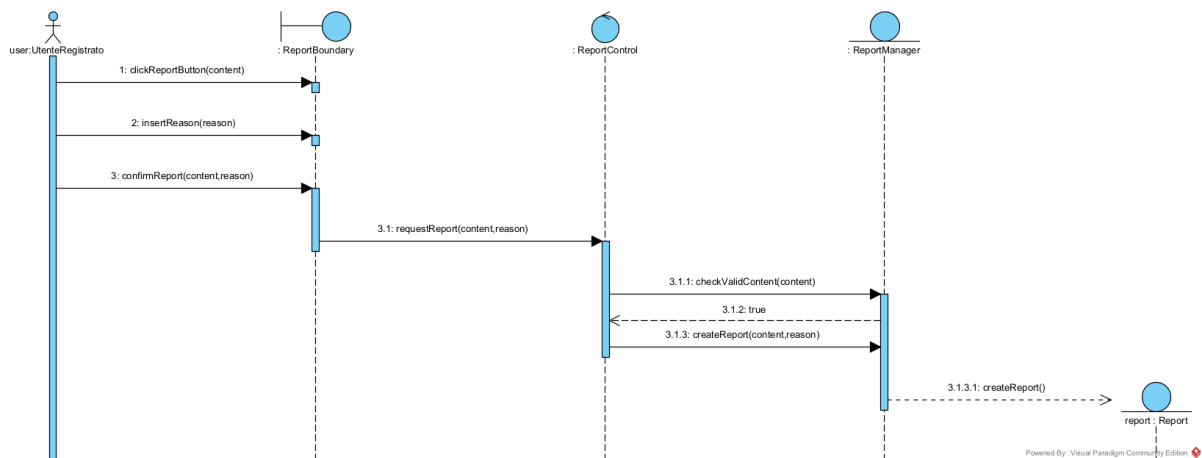 user:UtenteRegistrato
: ReportBoundary
: ReportControl
: ReportManager
1: clickReportButton(content)
2: insertReason(reason)
3: confirmReport(content,reason)
3.1: requestReport(content,reason)
3.1.1: checkValidContent(content)
3.1.2: true
3.1.3: createReport(content,reason)
3.1.3.1: createReport()
report : Report
Powered By: Visual Paradigm Community Edition